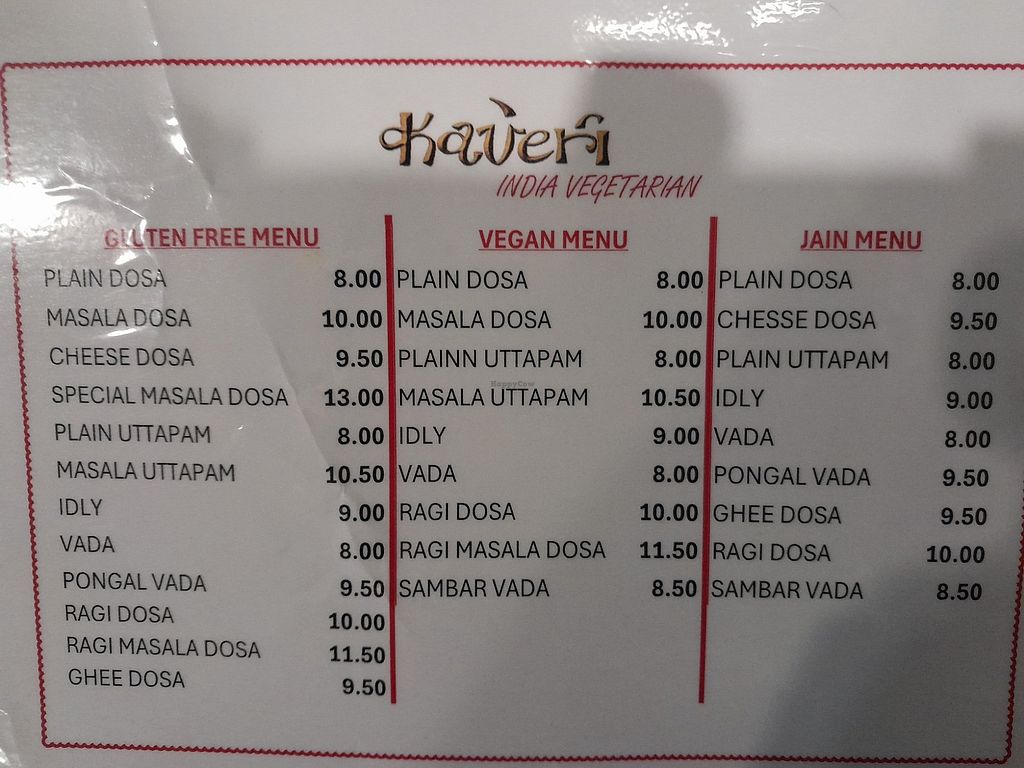 Kaveri
INDIA VEGETARIAN
GLUTEN FREE MENU
PLAIN DOSA 8.00
MASALA DOSA 10.00
CHEESE DOSA 9.50
SPECIAL MASALA DOSA 13.00
PLAIN UTTAPAM 8.00
MASALA UTTAPAM 10.50
IDLY 9.00
VADA 8.00
PONGAL VADA 9.50
RAGI DOSA 10.00
RAGI MASALA DOSA 11.50
GHEE DOSA 9.50
VEGAN MENU
PLAIN DOSA 8.00
MASALA DOSA 10.00
PLAINN UTTAPAM 8.00
MASALA UTTAPAM 10.50
IDLY 9.00
VADA 8.00
RAGI DOSA 10.00
RAGI MASALA DOSA 11.50
SAMBAR VADA 8.50
JAIN MENU
PLAIN DOSA 8.00
CHESSE DOSA 9.50
PLAIN UTTAPAM 8.00
IDLY 9.00
VADA 8.00
PONGAL VADA 9.50
GHEE DOSA 9.50
RAGI DOSA 10.00
SAMBAR VADA 8.50
HappyCow